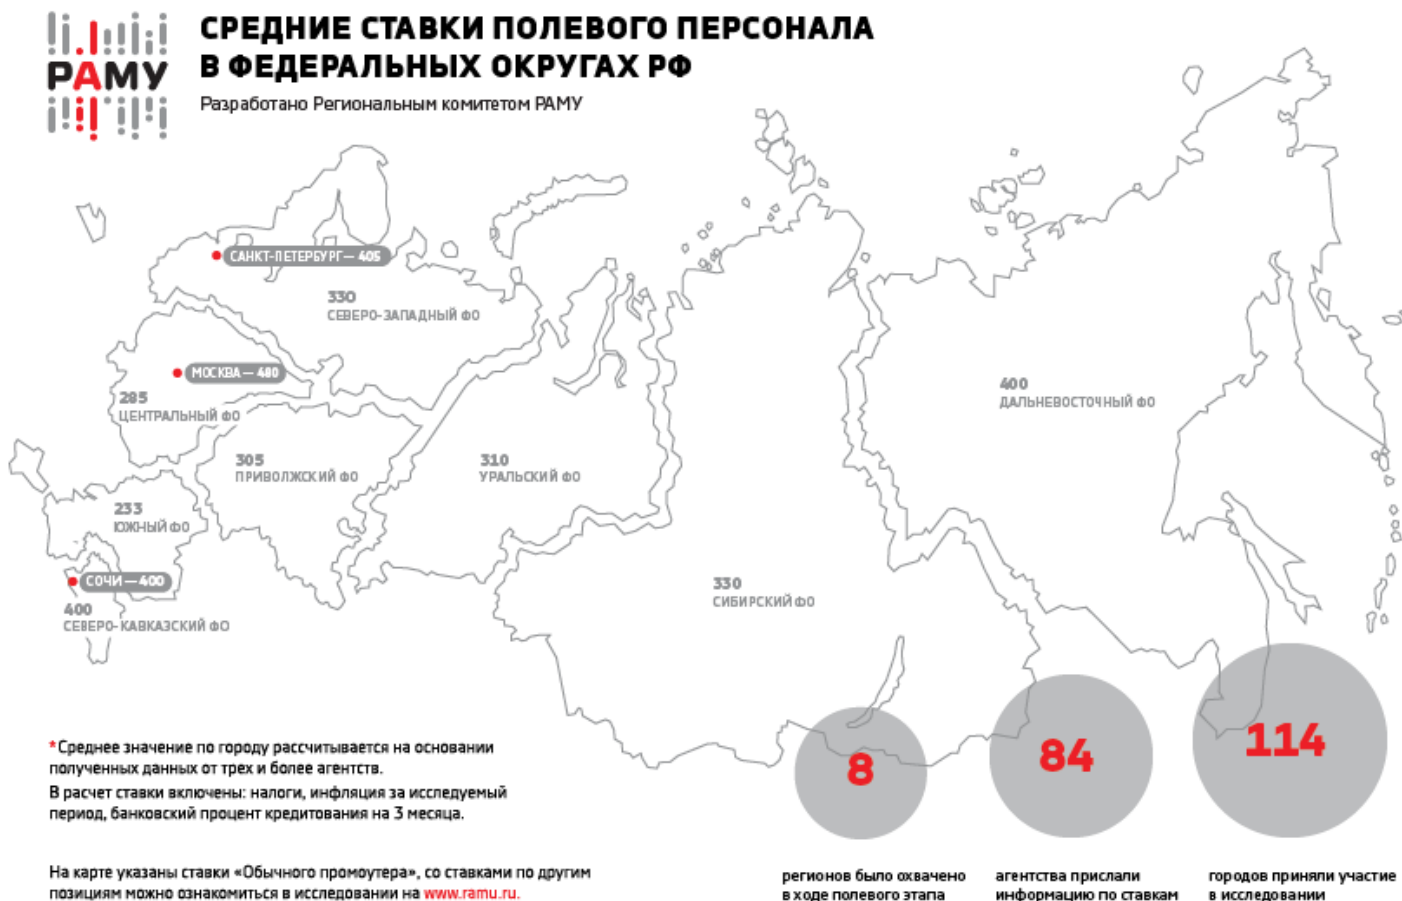 РАМУ
СРЕДНИЕ СТАВКИ ПОЛЕВОГО ПЕРСОНАЛА
В ФЕДЕРАЛЬНЫХ ОКРУГАХ РФ
Разработано Региональным комитетом РАМУ
САНКТ-ПЕТЕРБУРГ — 405
330
СЕВЕРО-ЗАПАДНЫЙ ФО
МОСКВА — 480
285
ЦЕНТРАЛЬНЫЙ ФО
400
ДАЛЬНЕВОСТОЧНЫЙ ФО
305
ПРИВОЛЖСКИЙ ФО
310
УРАЛЬСКИЙ ФО
233
ЮЖНЫЙ ФО
СОЧИ — 400
400
СЕВЕРО-КАВКАЗСКИЙ ФО
330
СИБИРСКИЙ ФО
*Среднее значение по городу рассчитывается на основании
полученных данных от трех и более агентств.
В расчет ставки включены: налоги, инфляция за исследуемый
период, банковский процент кредитования на 3 месяца.
На карте указаны ставки «Обычного промоутера», со ставками по другим
позициям можно ознакомиться в исследовании на www.ramu.ru.
8
регионов было охвачено
в ходе полевого этапа
84
агентства прислали
информацию по ставкам
114
городов приняли участие
в исследовании